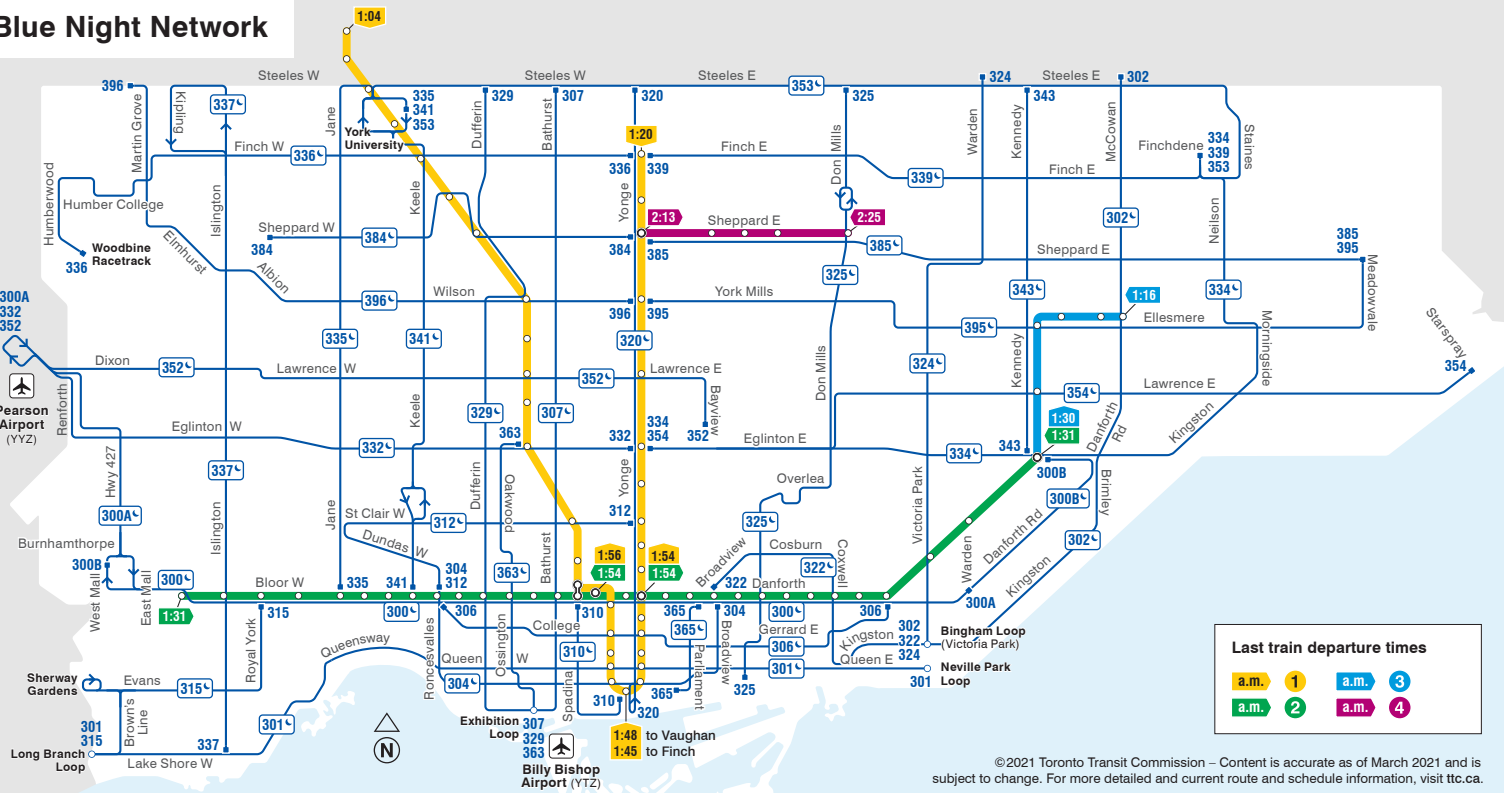 Blue Night Network
1:04
Steeles W
Steeles W
Steeles E
353
324
Steeles E
302
396
Kipling
337
335
341
353
329
307
320
325
343
Martin Grove
Jane
York
University
Dufferin
Bathurst
1:20
Don Mills
Warden
Kennedy
McCowan
Finchdene
334
339
353
Staines
Finch W
336
336
339
Finch E
339
Finch E
Humberwood
Humber College
Islington
Keele
Yonge
2:13
Sheppard E
2:25
302
Neilson
Sheppard W
384
384
384
385
385
Sheppard E
385
395
Woodbine
Racetrack
336
Elmhurst
Albion
396
Wilson
396
395
York Mills
325
343
334
1:16
Meadowvale
300A
332
352
335
341
320
395
Ellesmere
Morningside
Starspray
354
Dixon
352
Lawrence W
352
Lawrence E
324
Kennedy
Lawrence E
354
Pearson
Airport
(YYZ)
Renforth
Keele
329
307
Bayview
Don Mills
Eglinton W
332
363
332
334
354
352
Eglinton E
334
343
1:30
1:31
Danforth
Rd
Kingston
300B
Hwy 427
337
Dufferin
Oakwood
Yonge
Overlea
Victoria Park
300B
Brimley
300A
Islington
Jane
St Clair W
312
312
325
Danforth Rd
302
Burnhamthorpe
300B
Dundas W
Bathurst
1:56
1:54
1:54
1:54
Broadview
Cosburn
322
Coxwell
Warden
Kingston
West Mall
East Mall
300
Bloor W
335
341
304
312
363
322
Danforth
300A
1:31
315
300
306
310
365
304
300
306
Royal York
College
365
Gerrard E
306
Kingston
302
322
324
Bingham Loop
(Victoria Park)
Queensway
Roncesvalles
Queen W
Ossington
310
Parliament
Broadview
301
Queen E
Neville Park
Loop
301
Sherway
Gardens
Evans
315
304
Spadina
310
365
325
320
Brown's
Line
301
315
Long Branch
Loop
337
Lake Shore W
301
N
Exhibition
Loop
307
329
363
Billy Bishop
Airport (YTZ)
1:48 to Vaughan
1:45 to Finch
Last train departure times
a.m. 1
a.m. 3
a.m. 2
a.m. 4
©2021 Toronto Transit Commission – Content is accurate as of March 2021 and is
subject to change. For more detailed and current route and schedule information, visit ttc.ca.